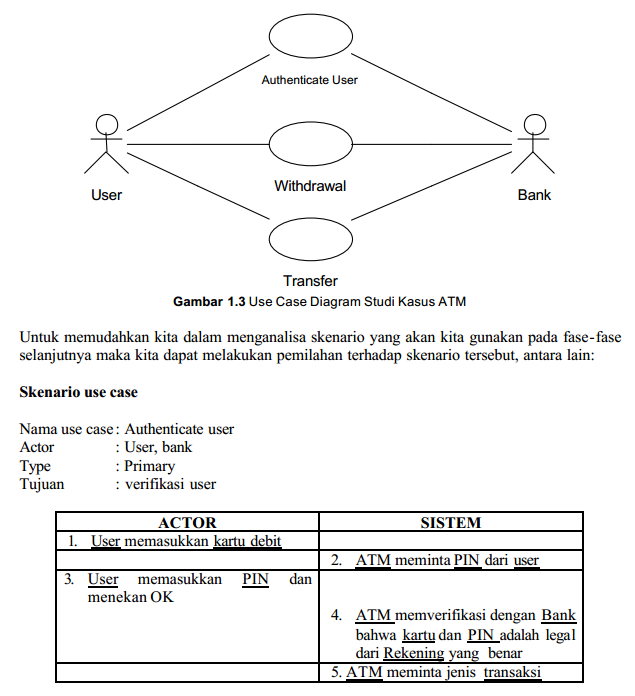 Authenticate User
User
Withdrawal
Bank
Transfer
Gambar 1.3 Use Case Diagram Studi Kasus ATM
Untuk memudahkan kita dalam menganalisa skenario yang akan kita gunakan pada fase-fase
selanjutnya maka kita dapat melakukan pemilahan terhadap skenario tersebut, antara lain:
Skenario use case
Nama use case : Authenticate user
Actor : User, bank
Type : Primary
Tujuan : verifikasi user
ACTOR SISTEM
1. User memasukkan kartu debit
2. ATM meminta PIN dari user
3. User memasukkan PIN dan
menekan OK
4. ATM memverifikasi dengan Bank
bahwa kartu dan PIN adalah legal
dari Rekening yang benar
5. ATM meminta jenis transaksi